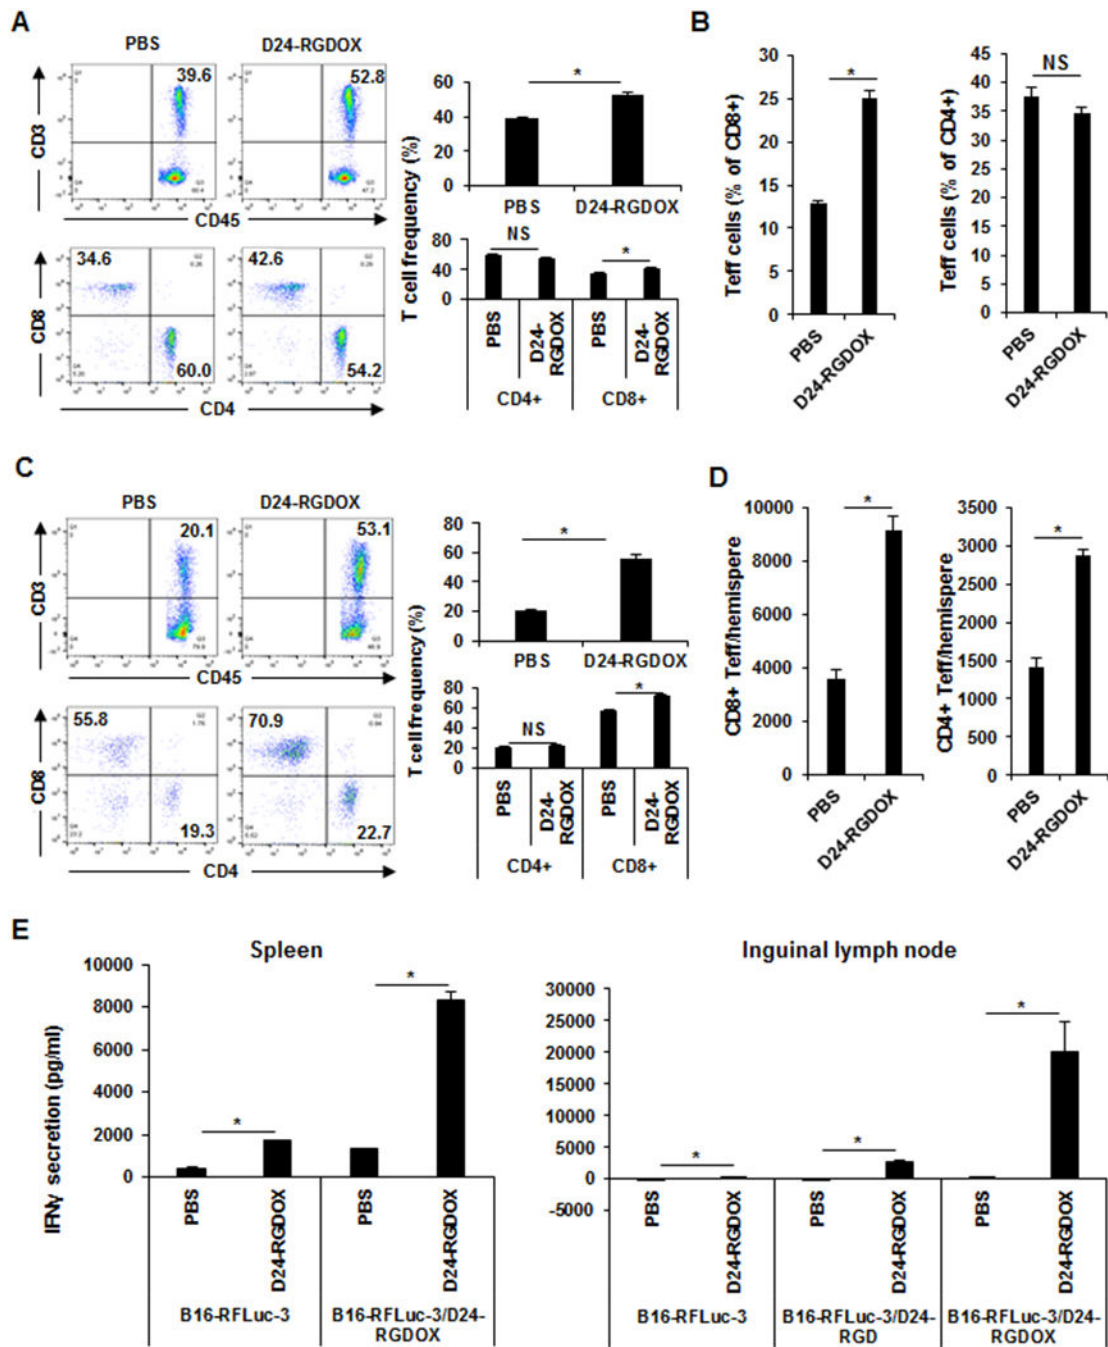 A
PBS
D24-RGDOX
39.6
52.8
CD3
CD45
34.6
42.6
60.0
54.2
CD8
CD4
T cell frequency (%)
60
40
20
0
*
PBS
D24-RGDOX
80
40
0
NS
*
PBS
D24-
RGDOX
PBS
D24-
RGDOX
CD4+
CD8+
B
Teff cells (% of CD8+)
30
25
20
15
10
5
0
*
PBS
D24-RGDOX
Teff cells (% of CD4+)
45
40
35
30
25
20
15
10
5
0
NS
PBS
D24-RGDOX
C
PBS
D24-RGDOX
20.1
53.1
CD3
CD45
55.8
70.9
19.3
22.7
CD8
CD4
T cell frequency (%)
80
60
40
20
0
*
PBS
D24-RGDOX
80
60
40
20
0
NS
*
PBS
D24-
RGDOX
PBS
D24-
RGDOX
CD4+
CD8+
D
CD8+ Teff/hemispere
10000
8000
6000
4000
2000
0
*
PBS
D24-RGDOX
CD4+ Teff/hemispere
3500
3000
2500
2000
1500
1000
500
0
*
PBS
D24-RGDOX
E
Spleen
IFNγ secretion (pg/ml)
10000
8000
6000
4000
2000
0
*
*
PBS
D24-RGDOX
PBS
D24-RGDOX
B16-RFLuc-3
B16-RFLuc-3/D24-
RGDOX
Inguinal lymph node
30000
25000
20000
15000
10000
5000
0
-5000
*
*
*
PBS
D24-RGDOX
PBS
D24-RGDOX
PBS
D24-RGDOX
B16-RFLuc-3
B16-RFLuc-3/D24-
RGD
B16-RFLuc-3/D24-
RGDOX